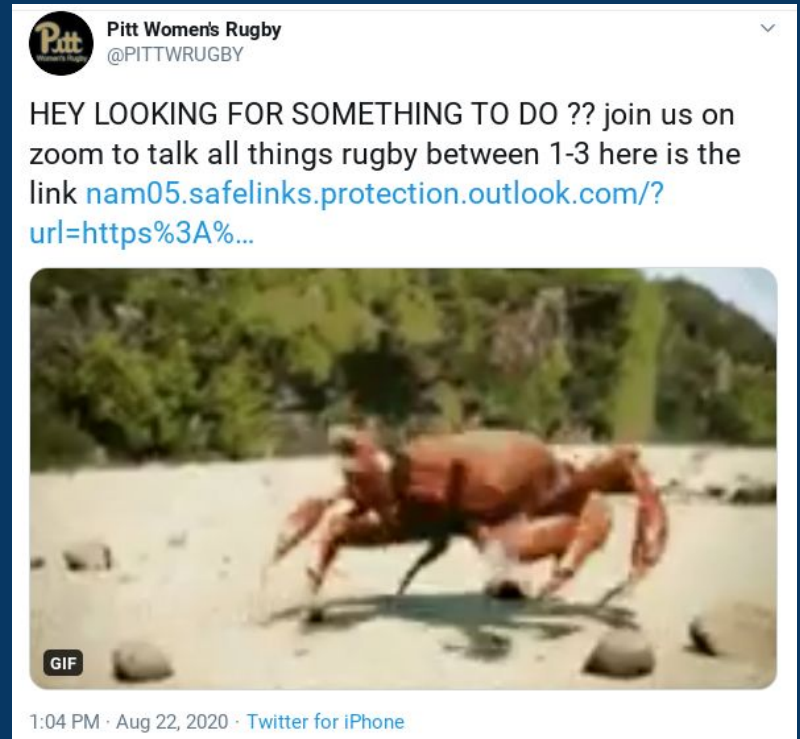 Pitt
Women's Rugby
Pitt Women's Rugby
@PITTWRUGBY
HEY LOOKING FOR SOMETHING TO DO ?? join us on
zoom to talk all things rugby between 1-3 here is the
link nam05.safelinks.protection.outlook.com/?
url=https%3A%...
GIF
1:04 PM · Aug 22, 2020 · Twitter for iPhone